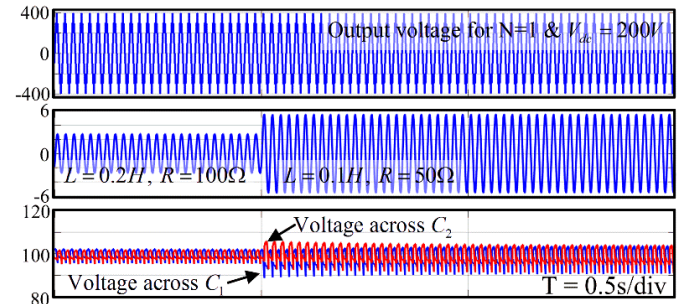 400
Output voltage for N=1 & V_dc = 200V
0
-400
6
0
L = 0.2H, R = 100Ω L = 0.1H, R = 50Ω
-6
120
Voltage across C_2
100
Voltage across C_1
T = 0.5s/div
80